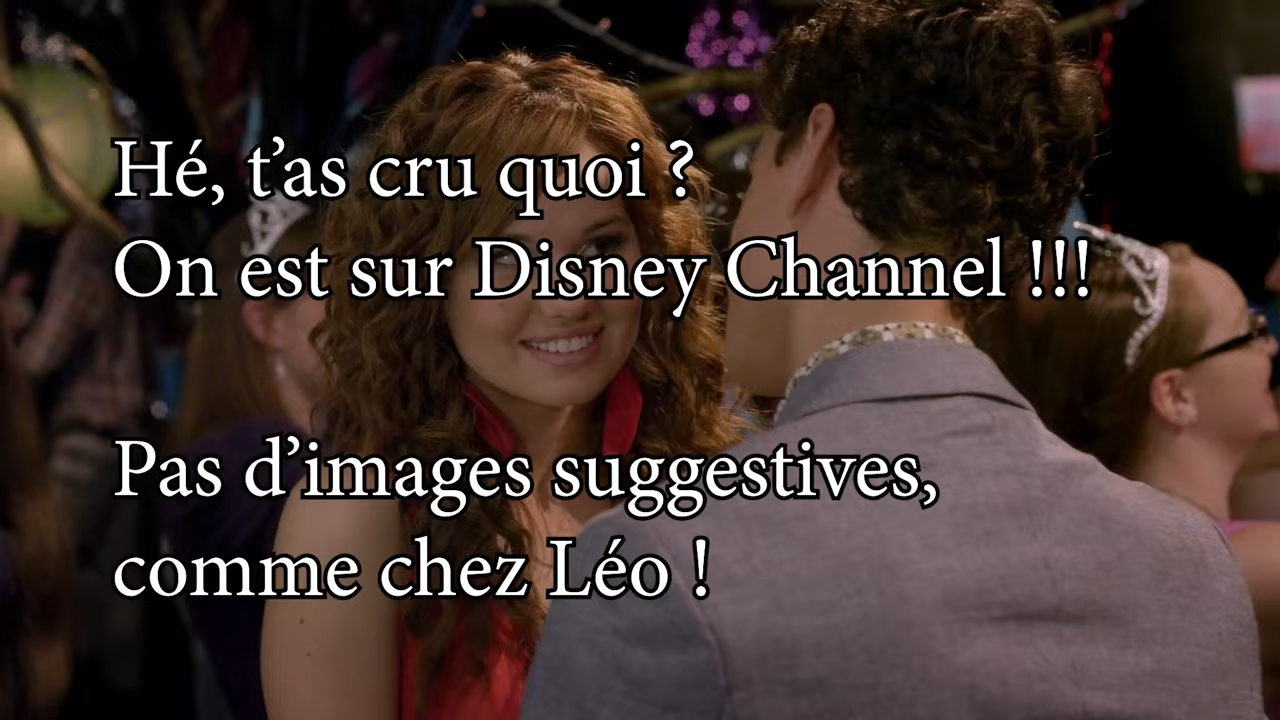 Hé, t’as cru quoi ?
On est sur Disney Channel !!!
Pas d’images suggestives,
comme chez Léo !